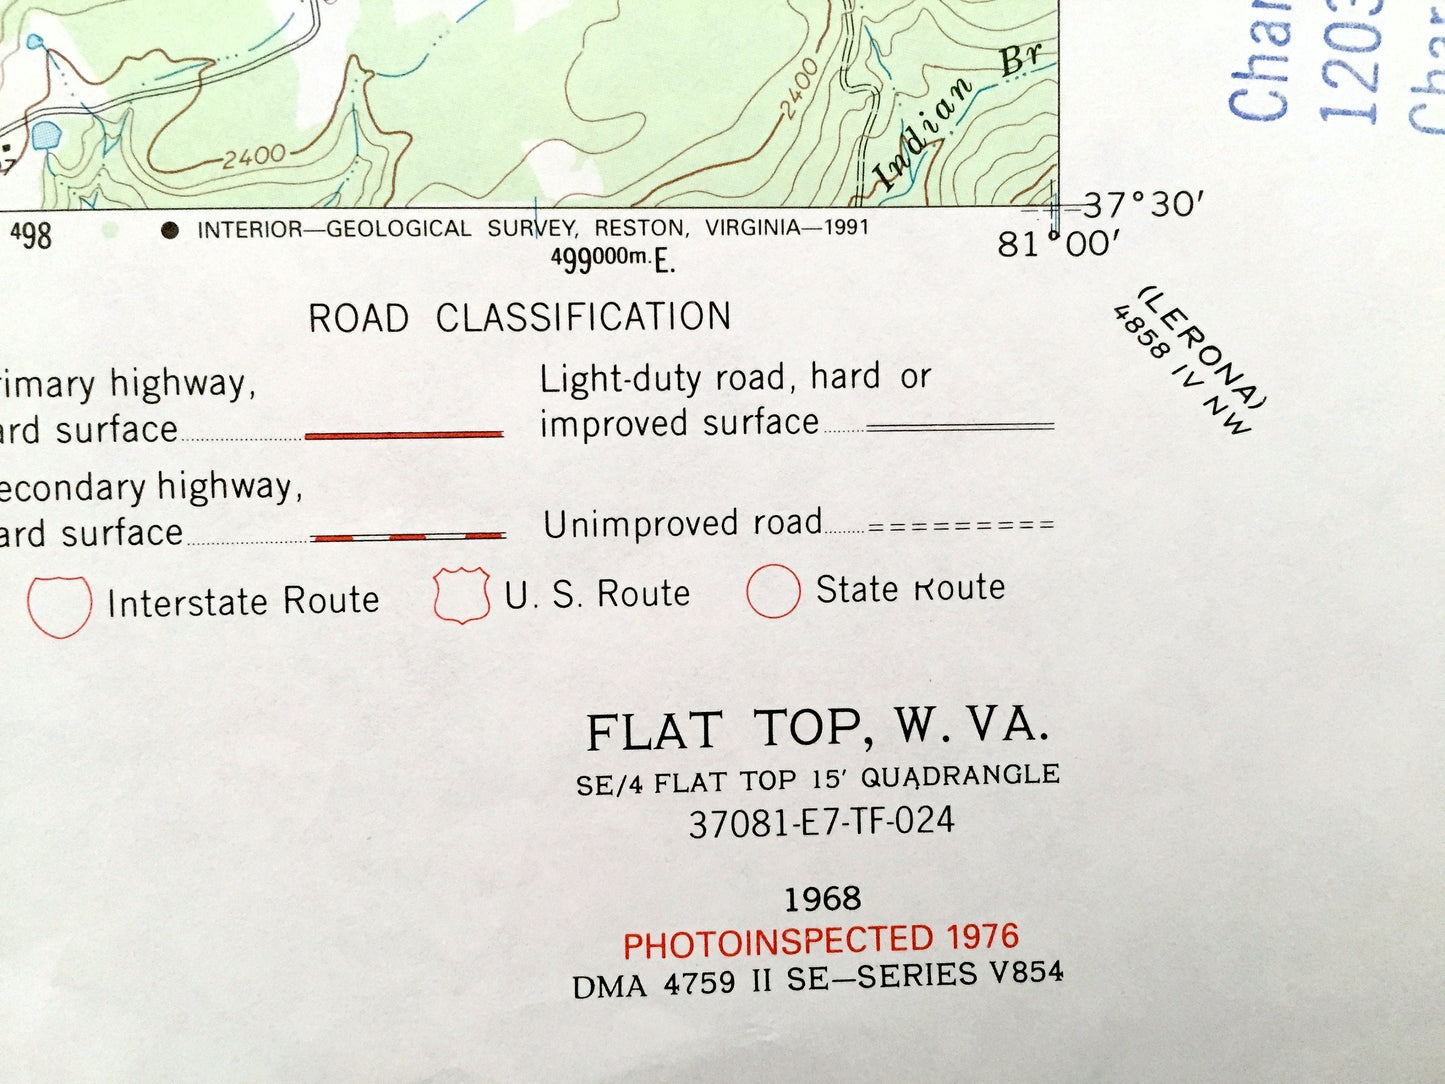 Indian Br
2400
2400
37°30′
81°00′
498
INTERIOR—GEOLOGICAL SURVEY, RESTON, VIRGINIA—1991
499000m. E.
(LERONA)
4858 IV NW
ROAD CLASSIFICATION
imary highway,
ard surface
Light-duty road, hard or
improved surface
econdary highway,
ard surface
Unimproved road
Interstate Route
U. S. Route
State Route
FLAT TOP, W. VA.
SE/4 FLAT TOP 15′ QUADRANGLE
37081-E7-TF-024
1968
PHOTOINSPECTED 1976
DMA 4759 II SE—SERIES V854
Char
1203
Char